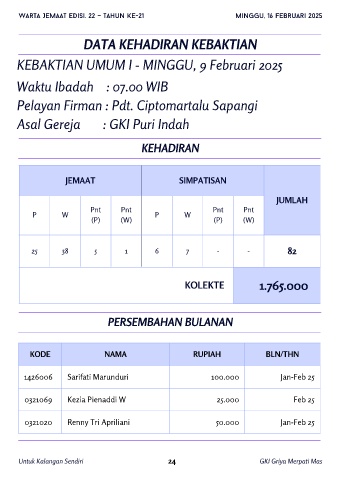 WARTA JEMAAT EDISI. 22 – TAHUN KE-21 MINGGU, 16 FEBRUARI 2025
DATA KEHADIRAN KEBAKTIAN
KEBAKTIAN UMUM I - MINGGU, 9 Februari 2025
Waktu Ibadah : 07.00 WIB
Pelayan Firman : Pdt. Ciptomartalu Sapangi
Asal Gereja : GKI Puri Indah
KEHADIRAN
JEMAAT SIMPATISAN JUMLAH
P W Pnt (P) Pnt (W) P W Pnt (P) Pnt (W)
25 38 5 1 6 7 - - 82
KOLEKTE 1.765.000
PERSEMBAHAN BULANAN
KODE NAMA RUPIAH BLN/THN
1426006 Sarifati Marunduri 100.000 Jan-Feb 25
0321069 Kezia Pienaddi W 25.000 Feb 25
0321020 Renny Tri Apriliani 50.000 Jan-Feb 25
Untuk Kalangan Sendiri 24 GKI Griya Merpati Mas